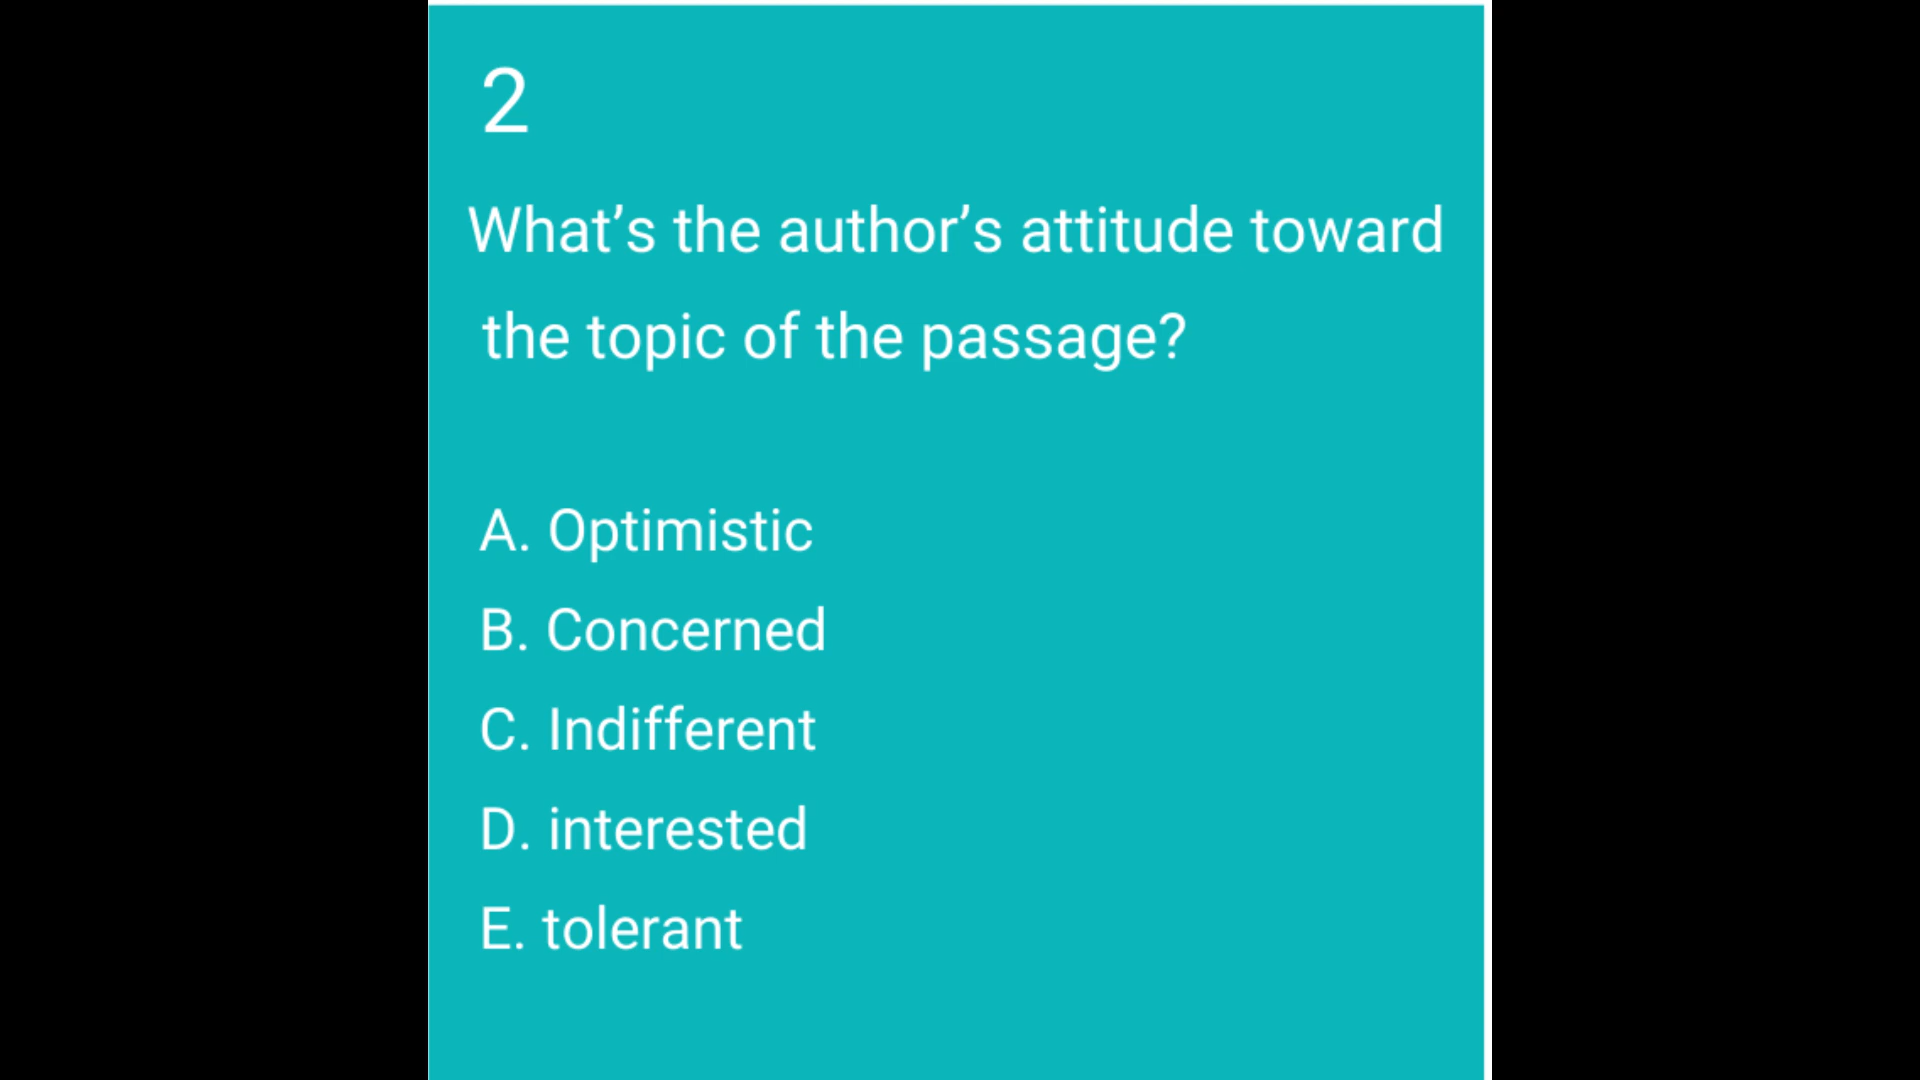 2
What’s the author’s attitude toward
the topic of the passage?
A. Optimistic
B. Concerned
C. Indifferent
D. interested
E. tolerant